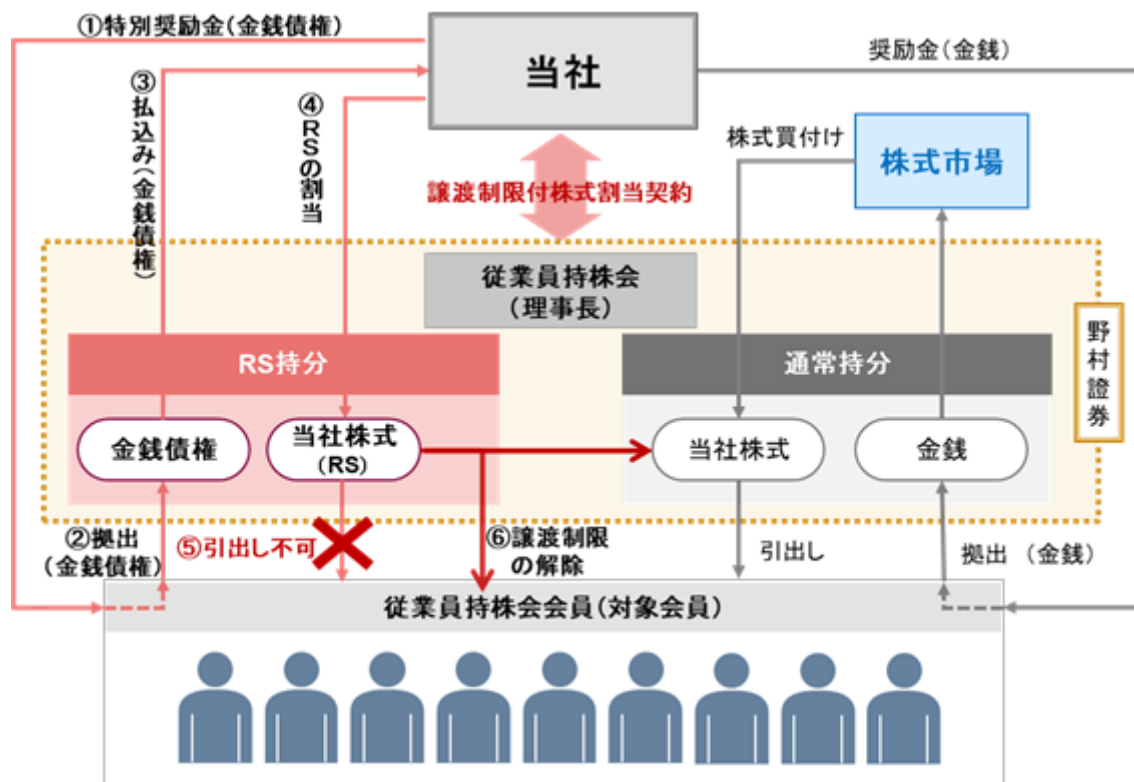 ①特別奨励金(金銭債権)
当社
奨励金(金銭)
③払込み(金銭債権)
④RSの割当
株式買付け
株式市場
譲渡制限付株式割当契約
従業員持株会
(理事長)
野村證券
RS持分
通常持分
金銭債権
当社株式
(RS)
当社株式
金銭
②拠出
(金銭債権)
⑤引出し不可
⑥譲渡制限
の解除
引出し
拠出 (金銭)
従業員持株会会員(対象会員)